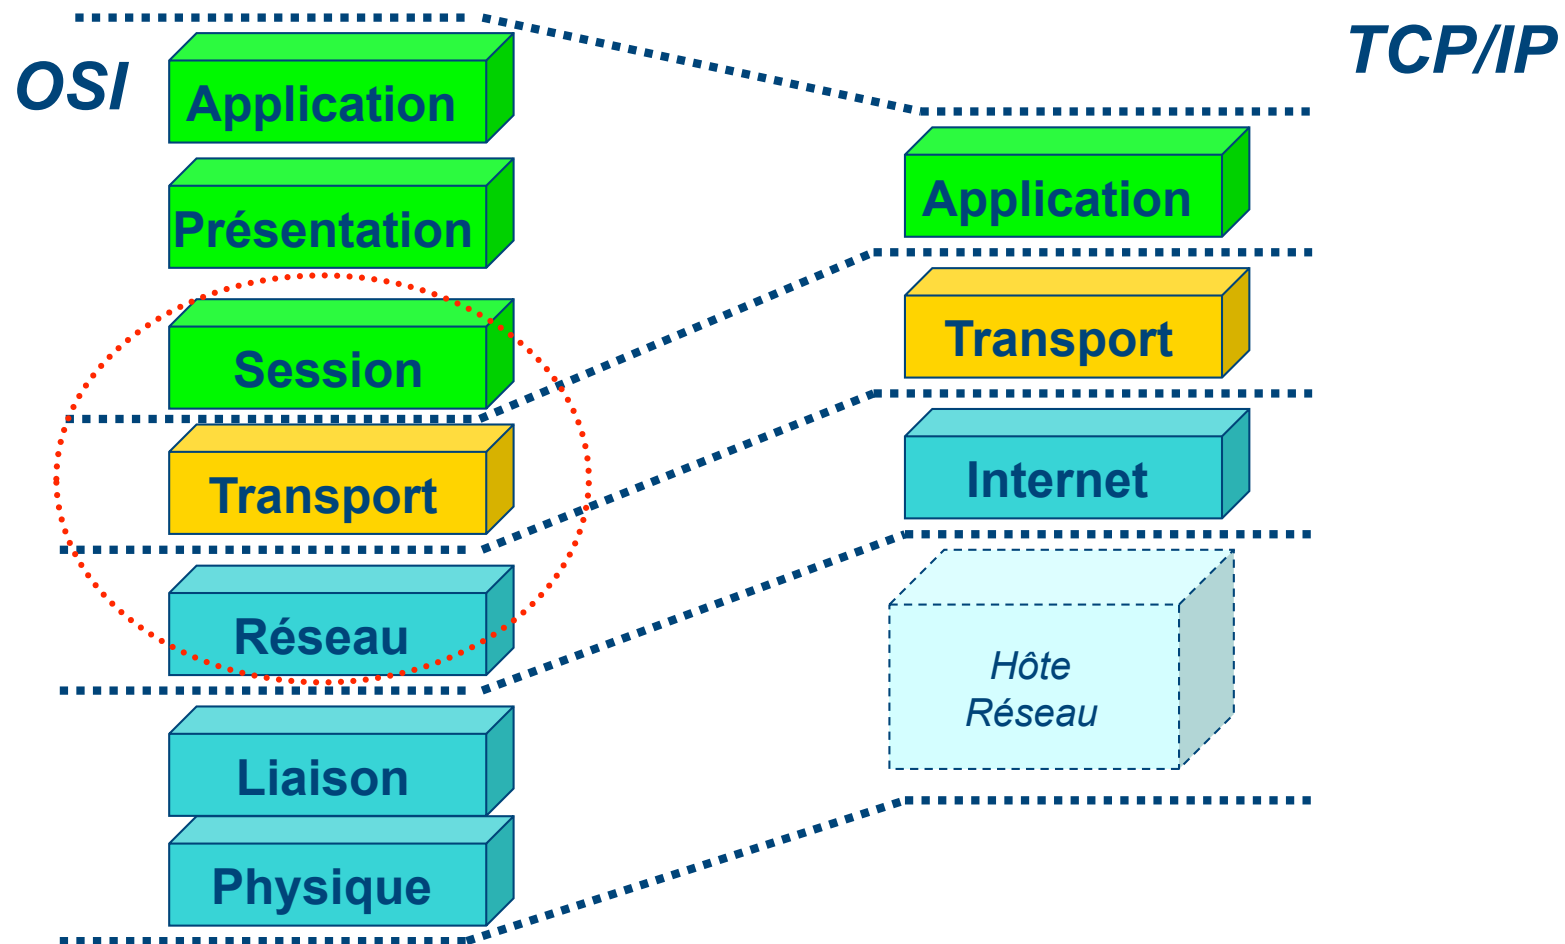 OSI
TCP/IP
Application
Présentation
Session
Transport
Réseau
Liaison
Physique
Application
Transport
Internet
Hôte
Réseau